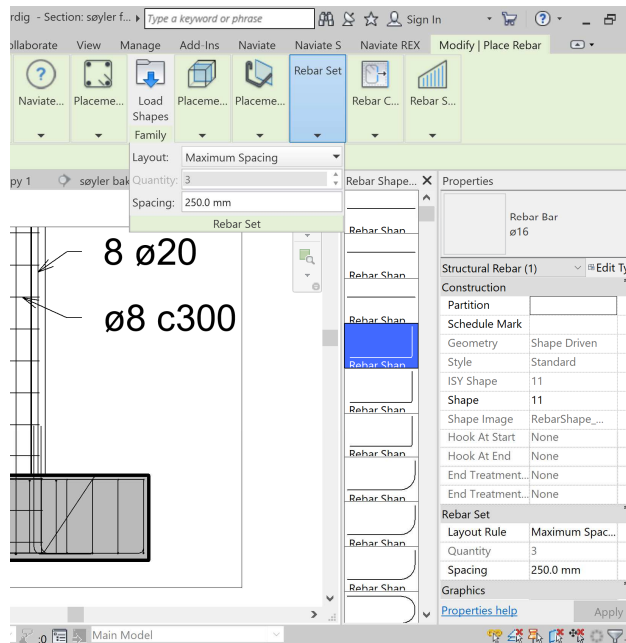 rdig - Section: søyler f... Type a keyword or phrase Sign In
ollaborate View Manage Add-Ins Naviate Naviate S Naviate REX Modify | Place Rebar
Naviate... Placeme... Load Shapes Placeme... Placeme... Rebar Set Rebar C... Rebar S...
Family
Layout: Maximum Spacing
Quantity: 3
Spacing: 250.0 mm
Rebar Set
py 1 søyler bak
8 ø20
ø8 c300
Rebar Shape... X
Rebar Shap
Rebar Shap
Rebar Shap
Rebar Shap
Rebar Shap
Rebar Shap
Rebar Shap
Rebar Shap
Rebar Shap
Properties
Rebar Bar
ø16
Structural Rebar (1) Edit Ty
Construction
Partition
Schedule Mark
Geometry Shape Driven
Style Standard
ISY Shape 11
Shape 11
Shape Image RebarShape_...
Hook At Start None
Hook At End None
End Treatment... None
End Treatment... None
Rebar Set
Layout Rule Maximum Spac...
Quantity 3
Spacing 250.0 mm
Graphics
Properties help Apply
:0 Main Model